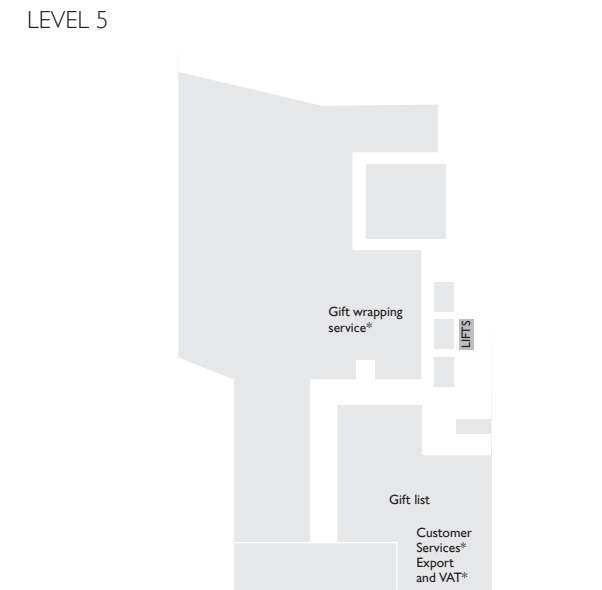 LEVEL 5
Gift wrapping
service*
LIFTS
Gift list
Customer
Services*
Export
and VAT*